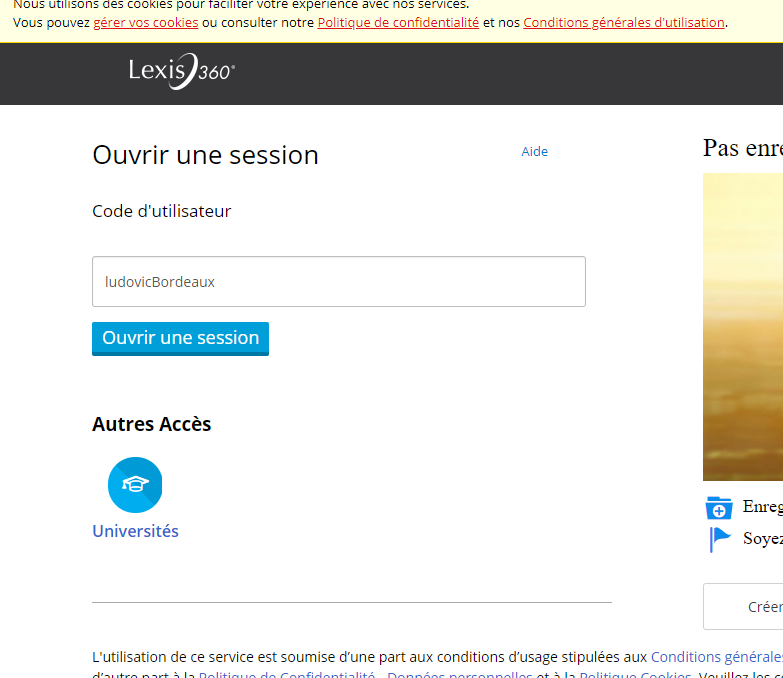 Nous utilisons des cookies pour faciliter votre expérience avec nos services.
Vous pouvez gérer vos cookies ou consulter notre Politique de confidentialité et nos Conditions générales d'utilisation.
Lexis 360®
Ouvrir une session
Aide
Code d'utilisateur
ludovicBordeaux
Ouvrir une session
Autres Accès
Universités
Pas enre
Enreg
Soyez
Créer
L'utilisation de ce service est soumise d’une part aux conditions d’usage stipulées aux Conditions générales
d’autre part à la Politique de Confidentialité - Données personnelles et à la Politique Cookies. Veuillez les